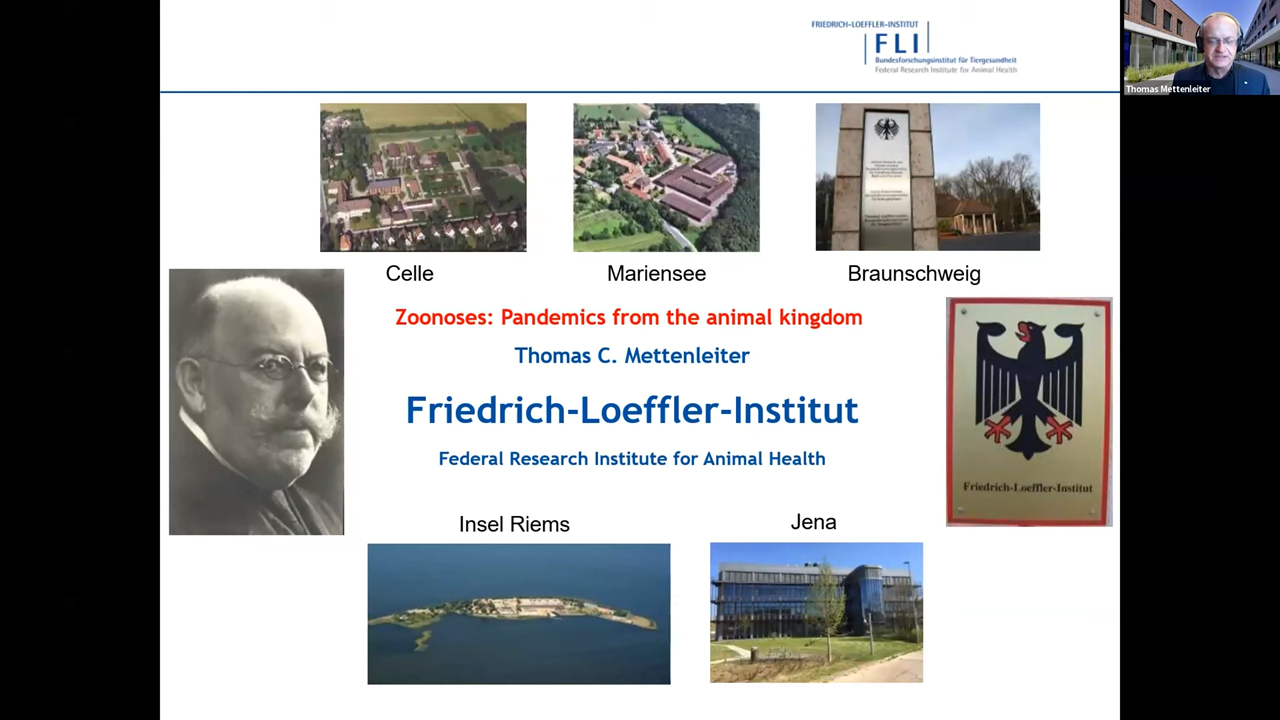 FRIEDRICH-LOEFFLER-INSTITUT
FLI
Bundesforschungsinstitut für Tiergesundheit
Federal Research Institute for Animal Health
Thomas Mettenleiter
Celle
Mariensee
Braunschweig
Zoonoses: Pandemics from the animal kingdom
Thomas C. Mettenleiter
Friedrich-Loeffler-Institut
Federal Research Institute for Animal Health
Friedrich-Loeffler-Institut
Insel Riems
Jena